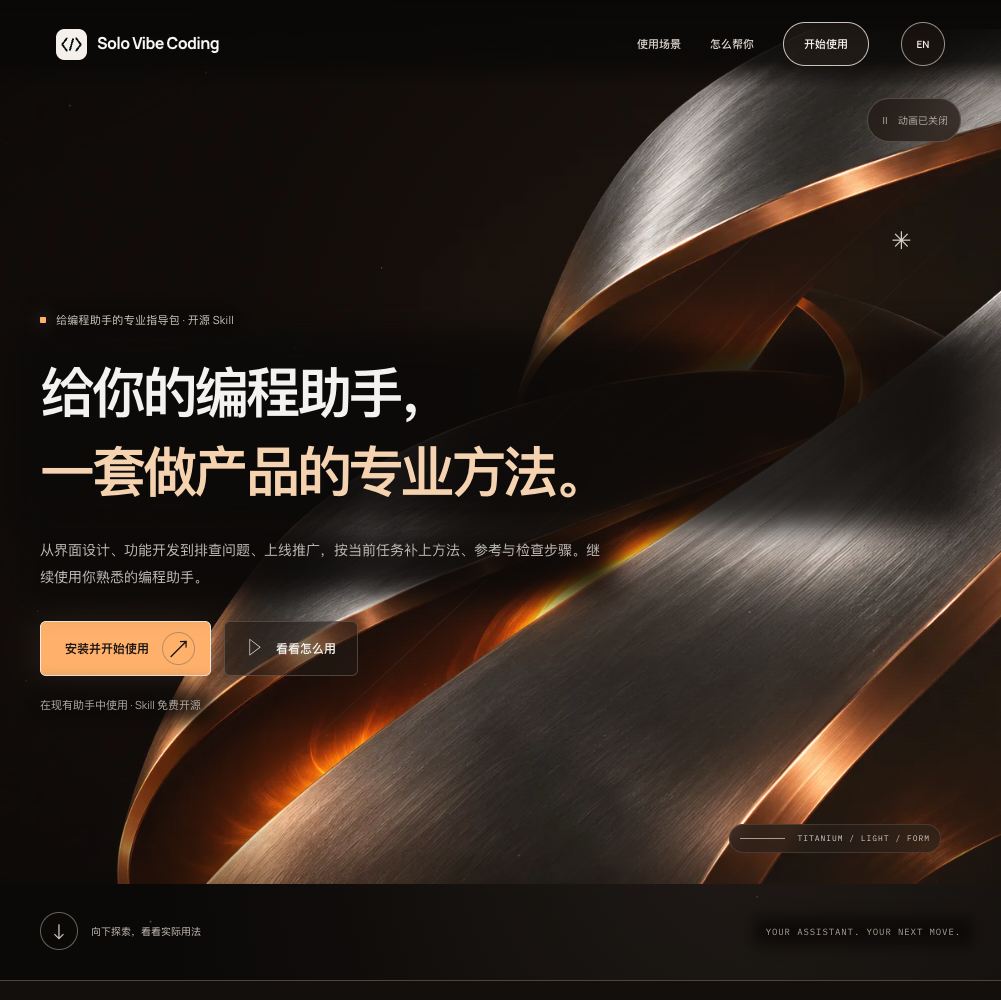 Solo Vibe Coding
使用场景
怎么帮你
开始使用
EN
动画已关闭
给编程助手的专业指导包 · 开源 Skill
给你的编程助手，
一套做产品的专业方法。
从界面设计、功能开发到排查问题、上线推广，按当前任务补上方法、参考与检查步骤。继
续使用你熟悉的编程助手。
安装并开始使用
看看怎么用
在现有助手中使用 · Skill 免费开源
TITANIUM / LIGHT / FORM
向下探索，看看实际用法
YOUR ASSISTANT. YOUR NEXT MOVE.